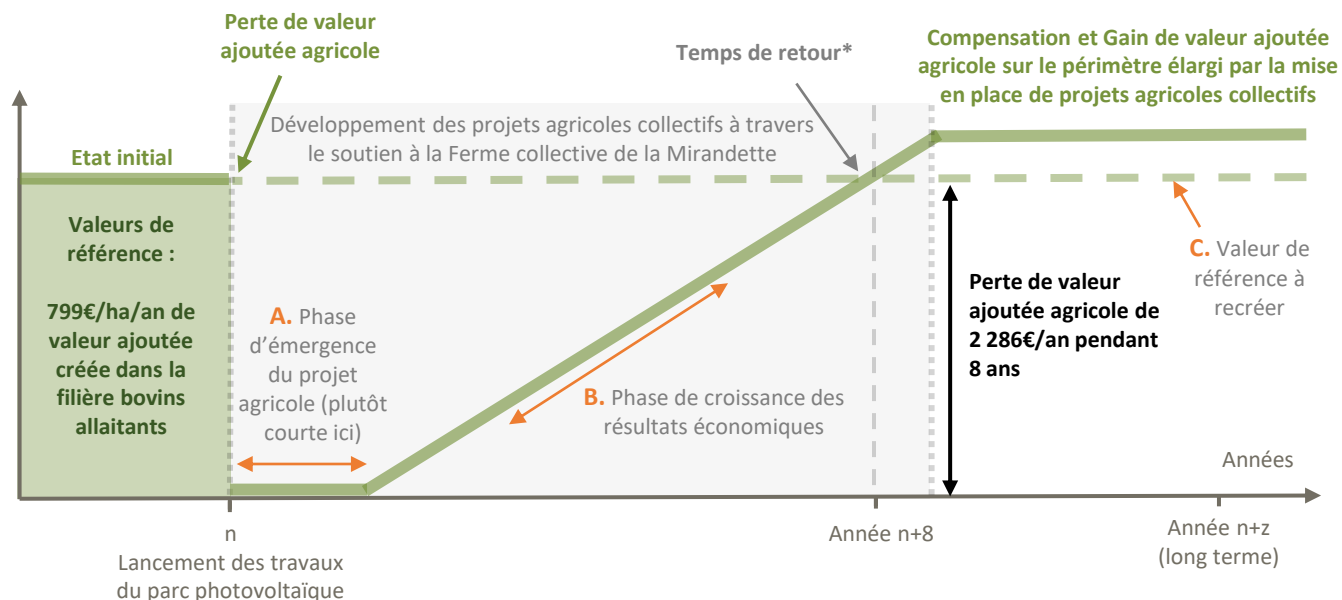 Perte de valeur
ajoutée agricole
Temps de retour*
Compensation et Gain de valeur ajoutée
agricole sur le périmètre élargi par la mise
en place de projets agricoles collectifs
Développement des projets agricoles collectifs à travers
le soutien à la Ferme collective de la Mirandette
Etat initial
Valeurs de
référence :
799€/ha/an de
valeur ajoutée
créée dans la
filière bovins
allaitants
A. Phase
d’émergence
du projet
agricole (plutôt
courte ici)
B. Phase de croissance des
résultats économiques
Perte de valeur
ajoutée agricole de
2 286€/an pendant
8 ans
C. Valeur de
référence à
recréer
Années
n
Lancement des travaux
du parc photovoltaïque
Année n+8
Année n+z
(long terme)